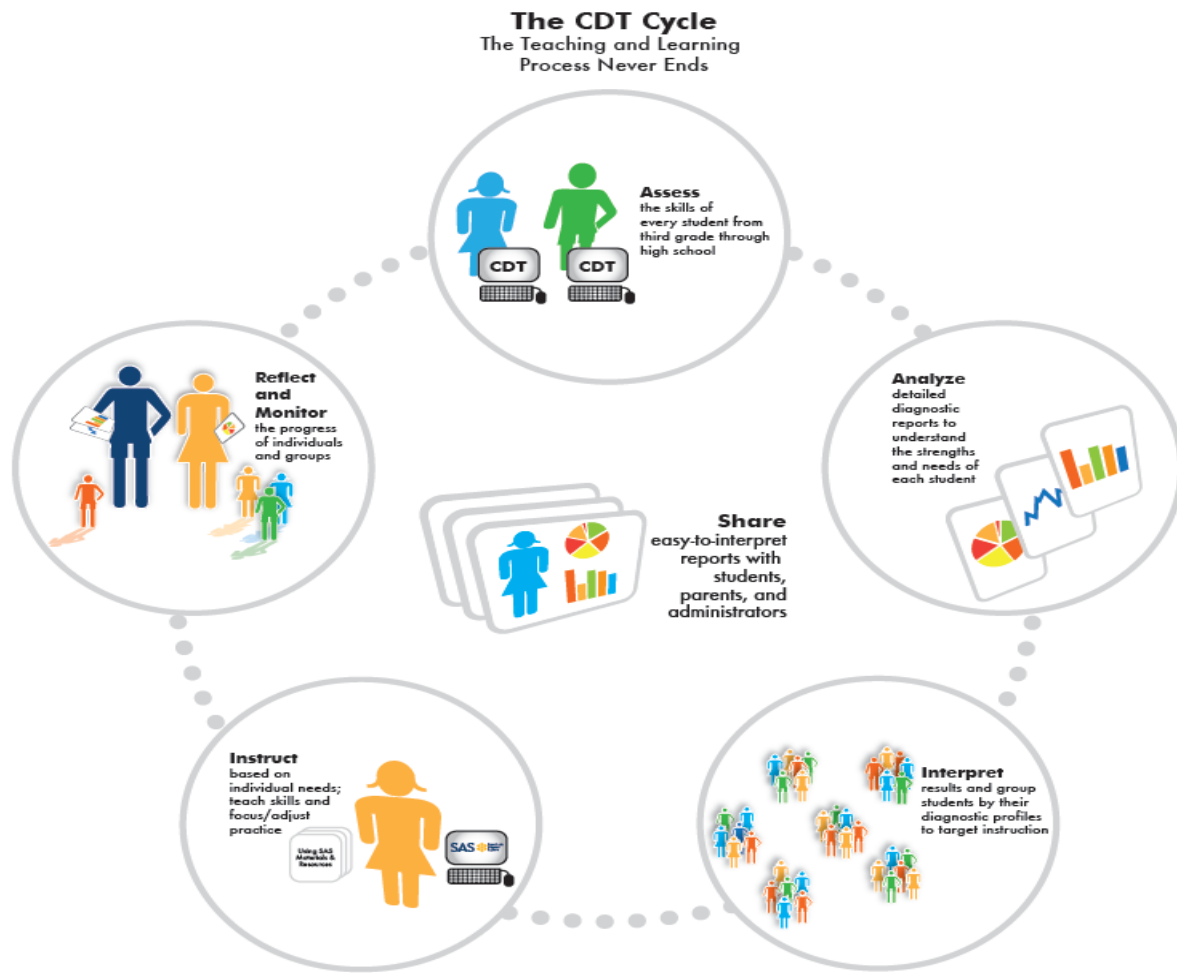 The CDT Cycle
The Teaching and Learning
Process Never Ends
Assess
the skills of
every student from
third grade through
high school
CDT
CDT
Analyze
detailed
diagnostic
reports to
understand
the strengths
and needs of
each student
Interpret
results and group
students by their
diagnostic profiles
to target instruction
Instruct
based on
individual needs;
teach skills and
focus/adjust
practice
Using SAS
Materials &
Resources
SAS
Reflect
and
Monitor
the progress
of individuals
and groups
Share
easy-to-interpret
reports with
students,
parents, and
administrators